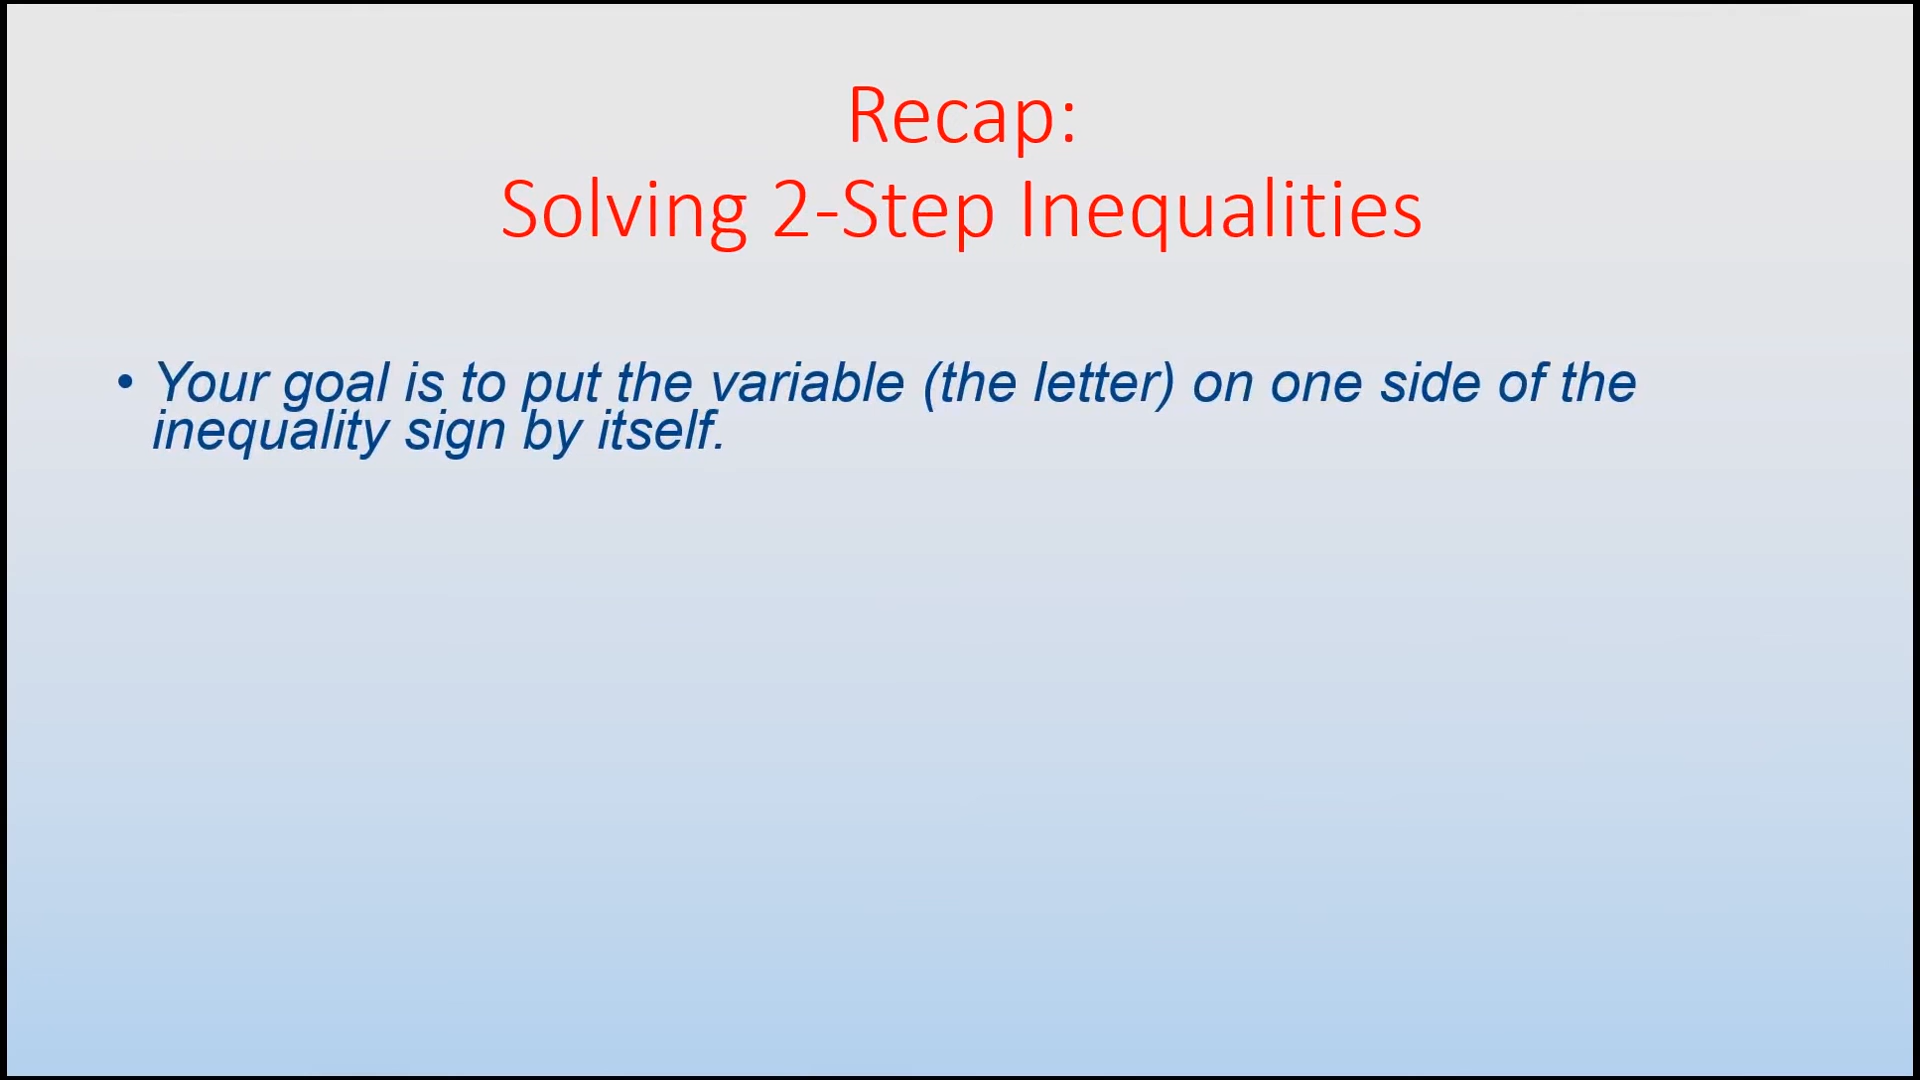 Recap:
Solving 2-Step Inequalities
• Your goal is to put the variable (the letter) on one side of the
inequality sign by itself.